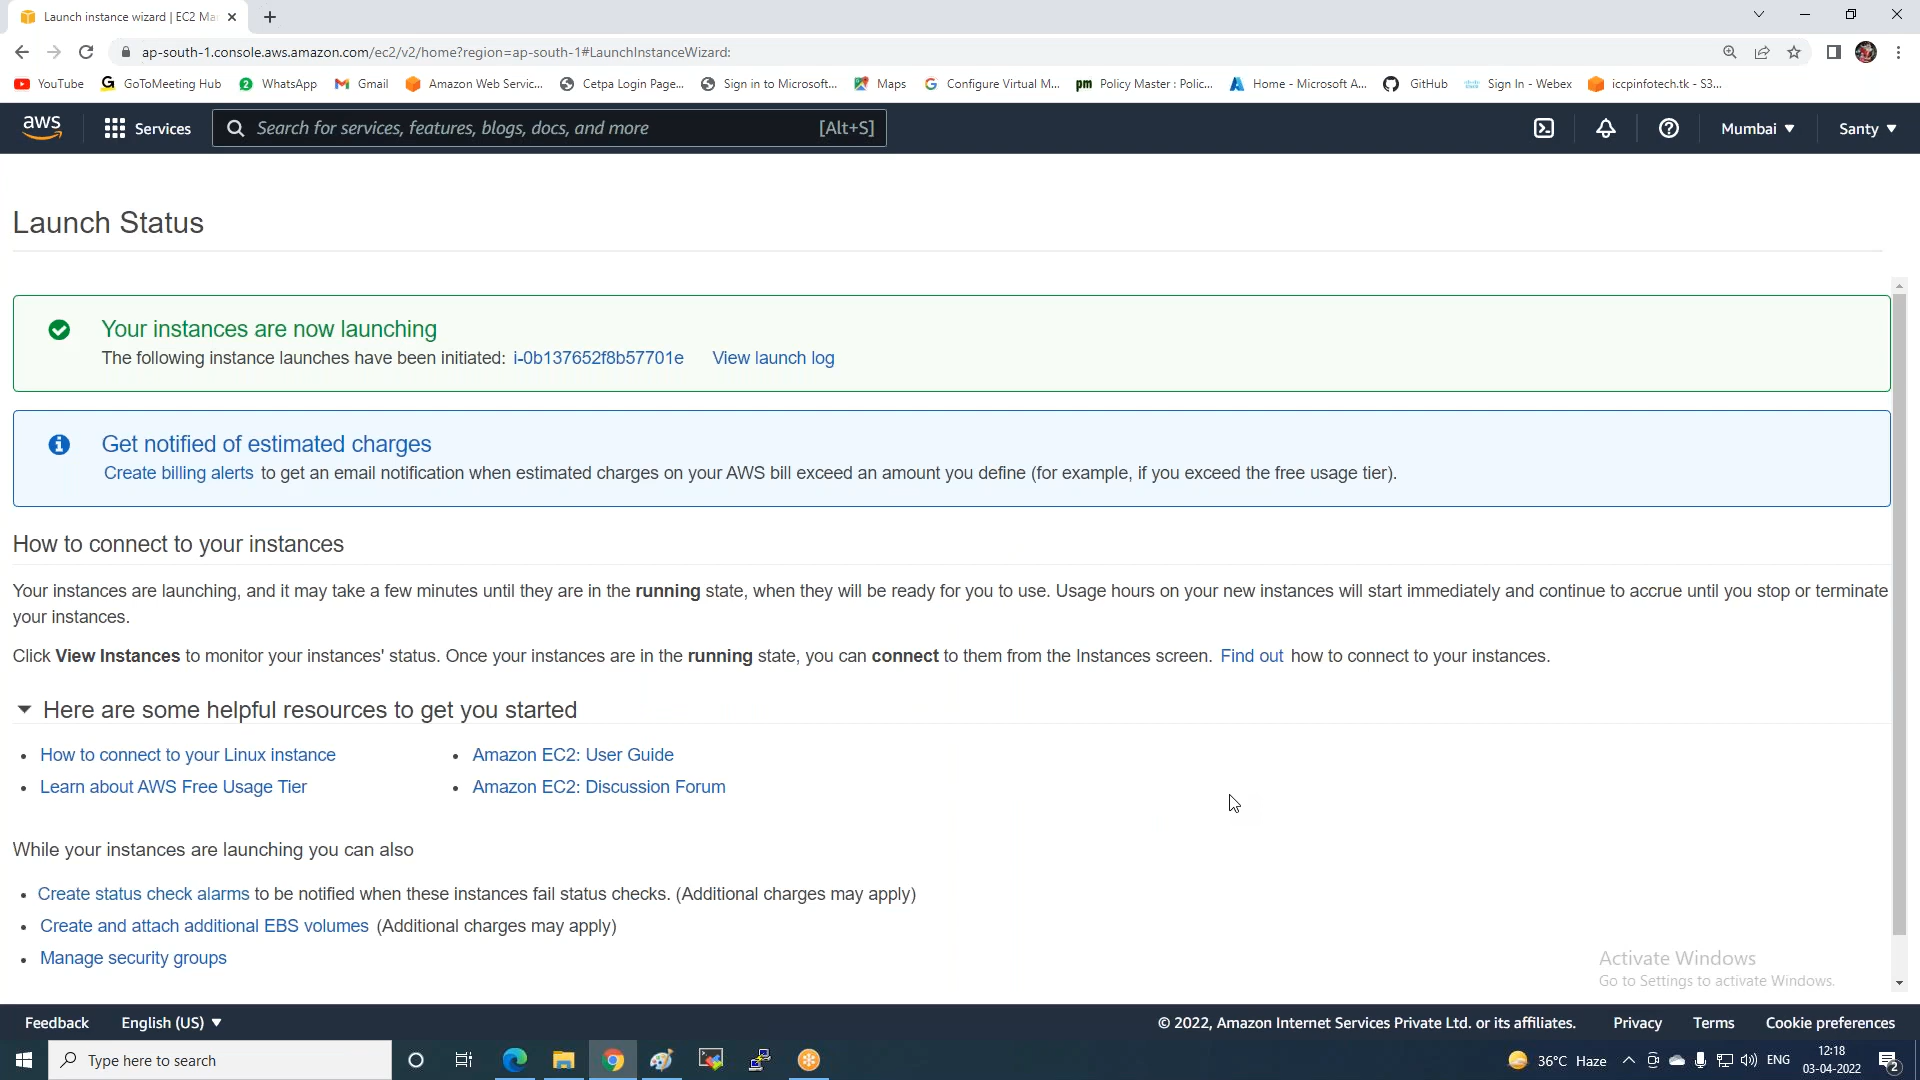 Launch instance wizard | EC2 Ma
ap-south-1.console.aws.amazon.com/ec2/v2/home?region=ap-south-1#LaunchInstanceWizard:
YouTube GoToMeeting Hub WhatsApp Gmail Amazon Web Servic... Cetpa Login Page... Sign in to Microsoft... Maps Configure Virtual M... pm Policy Master : Polic... Home - Microsoft A... GitHub Sign In - Webex iccpinfotech.tk - S3...
aws Services Search for services, features, blogs, docs, and more [Alt+S] Mumbai ▼ Santy ▼
Launch Status
Your instances are now launching
The following instance launches have been initiated: i-0b137652f8b57701e View launch log
Get notified of estimated charges
Create billing alerts to get an email notification when estimated charges on your AWS bill exceed an amount you define (for example, if you exceed the free usage tier).
How to connect to your instances
Your instances are launching, and it may take a few minutes until they are in the running state, when they will be ready for you to use. Usage hours on your new instances will start immediately and continue to accrue until you stop or terminate
your instances.
Click View Instances to monitor your instances' status. Once your instances are in the running state, you can connect to them from the Instances screen. Find out how to connect to your instances.
Here are some helpful resources to get you started
• How to connect to your Linux instance • Amazon EC2: User Guide
• Learn about AWS Free Usage Tier • Amazon EC2: Discussion Forum
While your instances are launching you can also
• Create status check alarms to be notified when these instances fail status checks. (Additional charges may apply)
• Create and attach additional EBS volumes (Additional charges may apply)
• Manage security groups
Activate Windows
Go to Settings to activate Windows.
Feedback English (US) ▼ © 2022, Amazon Internet Services Private Ltd. or its affiliates. Privacy Terms Cookie preferences
Type here to search 36°C Haze ENG 12:18
03-04-2022 2